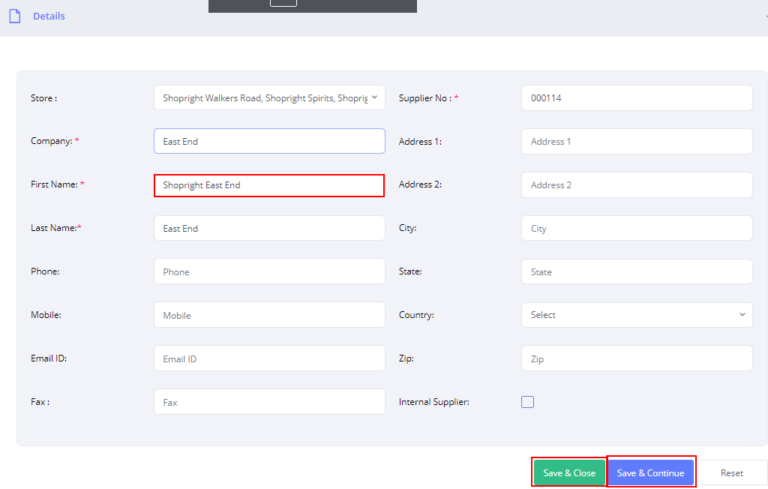 Details
Store :
Shopright Walkers Road, Shopright Spirits, Shoprig
Supplier No : *
000114
Company: *
East End
Address 1:
Address 1
First Name: *
Shopright East End
Address 2:
Address 2
Last Name:*
East End
City:
City
Phone:
Phone
State:
State
Mobile:
Mobile
Country:
Select
Email ID:
Email ID
Zip:
Zip
Fax :
Fax
Internal Supplier:
Save & Close
Save & Continue
Reset